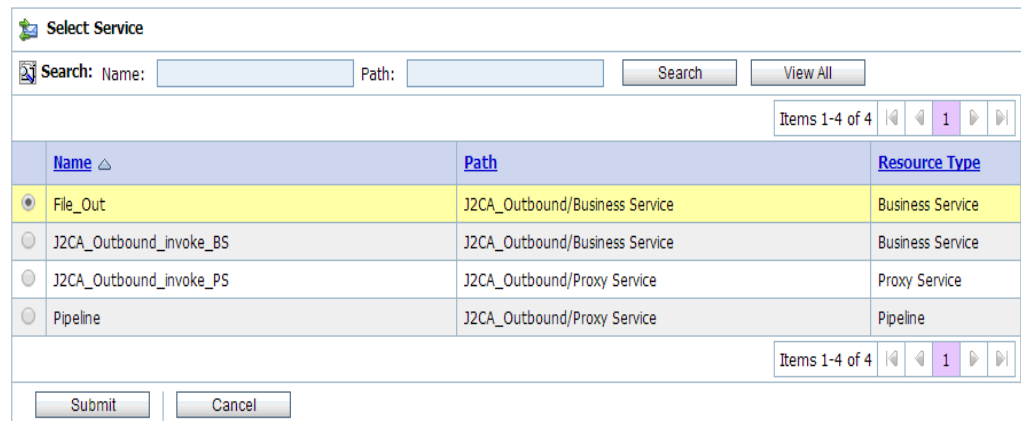 Select Service
Search: Name: Path: Search View All
Items 1-4 of 4 1
Name Path Resource Type
File_Out J2CA_Outbound/Business Service Business Service
J2CA_Outbound_invoke_BS J2CA_Outbound/Business Service Business Service
J2CA_Outbound_invoke_PS J2CA_Outbound/Proxy Service Proxy Service
Pipeline J2CA_Outbound/Proxy Service Pipeline
Items 1-4 of 4 1
Submit Cancel